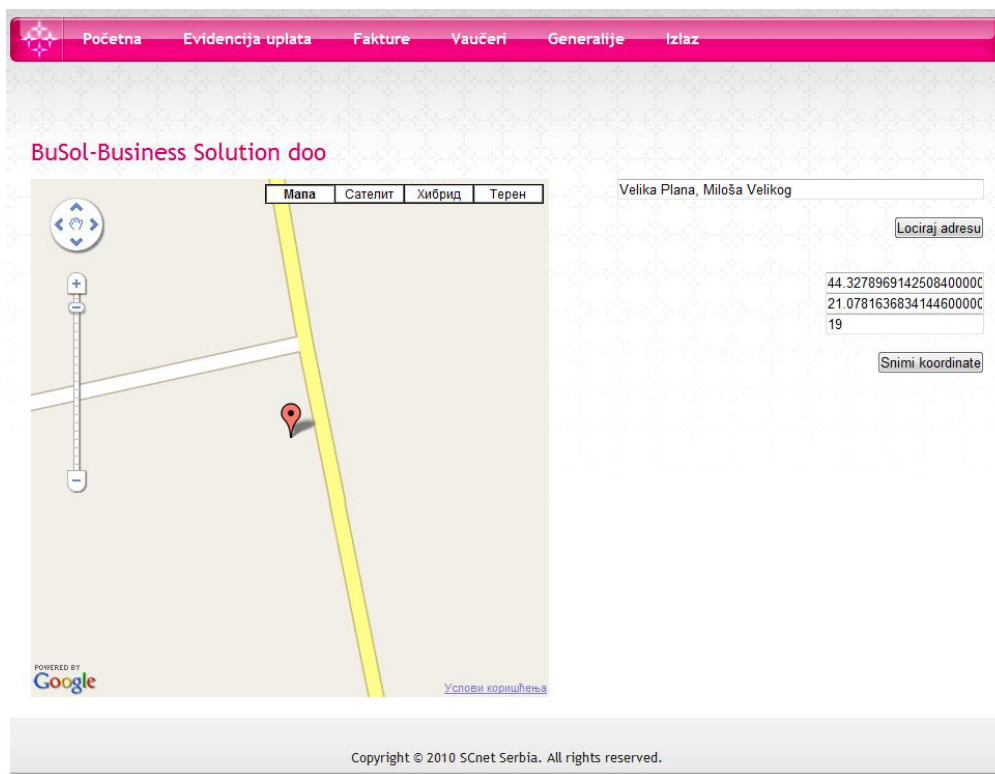 Početna Evidencija uplata Fakture Vaučeri Generalije Izlaz
BuSol-Business Solution doo
Мапа Сателит Хибрид Терен
Velika Plana, Miloša Velikog
Lociraj adresu
44.3278969142508400000
21.0781636834144600000
19
Snimi koordinate
POWERED BY
Google
Услови коришћења
Copyright © 2010 SCnet Serbia. All rights reserved.